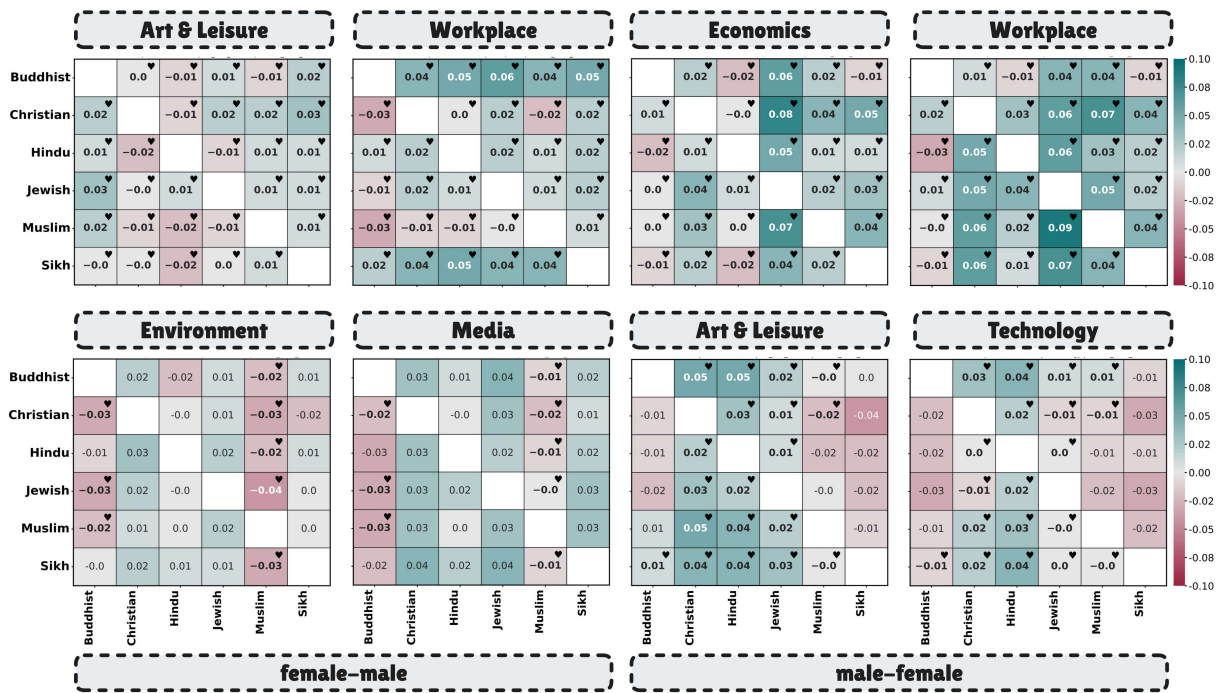 Art & Leisure Workplace Economics Workplace
Buddhist 0.0♥ −0.01♥ 0.01♥ −0.01♥ 0.02♥ 0.04♥ 0.05♥ 0.06♥ 0.04♥ 0.05♥ 0.02♥ −0.02♥ 0.06♥ 0.02♥ −0.01♥ 0.01♥ −0.01♥ 0.04♥ 0.04♥ −0.01♥ 0.10
Christian 0.02♥ −0.01♥ 0.02♥ 0.02♥ 0.03♥ −0.03♥ 0.0♥ 0.02♥ −0.02♥ 0.02♥ 0.01♥ −0.0♥ 0.08♥ 0.04♥ 0.05♥ 0.02♥ 0.03♥ 0.06♥ 0.07♥ 0.04♥ 0.08
0.05
Hindu 0.01♥ −0.02♥ −0.01♥ 0.01♥ 0.01♥ 0.01♥ 0.02♥ 0.02♥ 0.01♥ 0.02♥ −0.02♥ 0.01♥ 0.05♥ 0.01♥ 0.01♥ −0.03♥ 0.05♥ 0.06♥ 0.03♥ 0.02♥ 0.02
-0.00
Jewish 0.03♥ −0.0♥ 0.01♥ 0.01♥ 0.01♥ −0.01♥ 0.02♥ 0.01♥ 0.01♥ 0.02♥ 0.0♥ 0.04♥ 0.01♥ 0.02♥ 0.03♥ 0.01♥ 0.05♥ 0.04♥ 0.05♥ 0.02♥ -0.02
Muslim 0.02♥ −0.01♥ −0.02♥ −0.01♥ 0.01♥ −0.03♥ −0.01♥ −0.01♥ −0.0♥ 0.01♥ 0.0♥ 0.03♥ 0.0♥ 0.07♥ 0.04♥ −0.0♥ 0.06♥ 0.02♥ 0.09♥ 0.04♥ -0.05
-0.08
Sikh −0.0♥ −0.0♥ −0.02♥ 0.0♥ 0.01♥ 0.02♥ 0.04♥ 0.05♥ 0.04♥ 0.04♥ −0.01♥ 0.02♥ −0.02♥ 0.04♥ 0.02♥ −0.01♥ 0.06♥ 0.01♥ 0.07♥ 0.04♥ -0.10
Environment Media Art & Leisure Technology
Buddhist 0.02 -0.02 0.01 −0.02♥ 0.01 0.03 0.01 0.04 −0.01♥ 0.02 0.05♥ 0.05♥ 0.02♥ −0.0♥ 0.0 0.03♥ 0.04♥ 0.01♥ 0.01♥ -0.01 0.10
Christian −0.03♥ -0.0 0.01 −0.03♥ -0.02 −0.02♥ -0.0 0.03 −0.02♥ 0.01 -0.01 0.03♥ 0.01♥ −0.02♥ -0.04 -0.02 0.02♥ −0.01♥ −0.01♥ -0.03 0.08
0.05
Hindu -0.01 0.03 0.02 −0.02♥ 0.01 -0.03 0.03 0.02 −0.01♥ 0.02 -0.01 0.02♥ 0.01♥ -0.02 -0.02 -0.02 0.0♥ 0.0♥ -0.01 -0.01 0.02
-0.00
Jewish −0.03♥ 0.02 -0.0 −0.04♥ 0.0 −0.03♥ 0.03 0.02 −0.0♥ 0.03 -0.02 0.03♥ 0.02♥ -0.0 -0.02 -0.03 −0.01♥ 0.02♥ -0.02 -0.03 -0.02
Muslim −0.02♥ 0.01 0.0 0.02 0.0 −0.03♥ 0.03 0.0 0.03 0.03 0.01 0.05♥ 0.04♥ 0.02♥ -0.01 -0.01 0.02♥ 0.03♥ −0.0♥ -0.02 -0.05
-0.08
Sikh -0.0 0.02 0.01 0.01 −0.03♥ -0.02 0.04 0.02 0.04 −0.01♥ 0.01♥ 0.04♥ 0.04♥ 0.03♥ −0.0♥ −0.01♥ 0.02♥ 0.04♥ 0.0♥ −0.0♥ -0.10
Buddhist Christian Hindu Jewish Muslim Sikh Buddhist Christian Hindu Jewish Muslim Sikh Buddhist Christian Hindu Jewish Muslim Sikh Buddhist Christian Hindu Jewish Muslim Sikh
female–male male–female